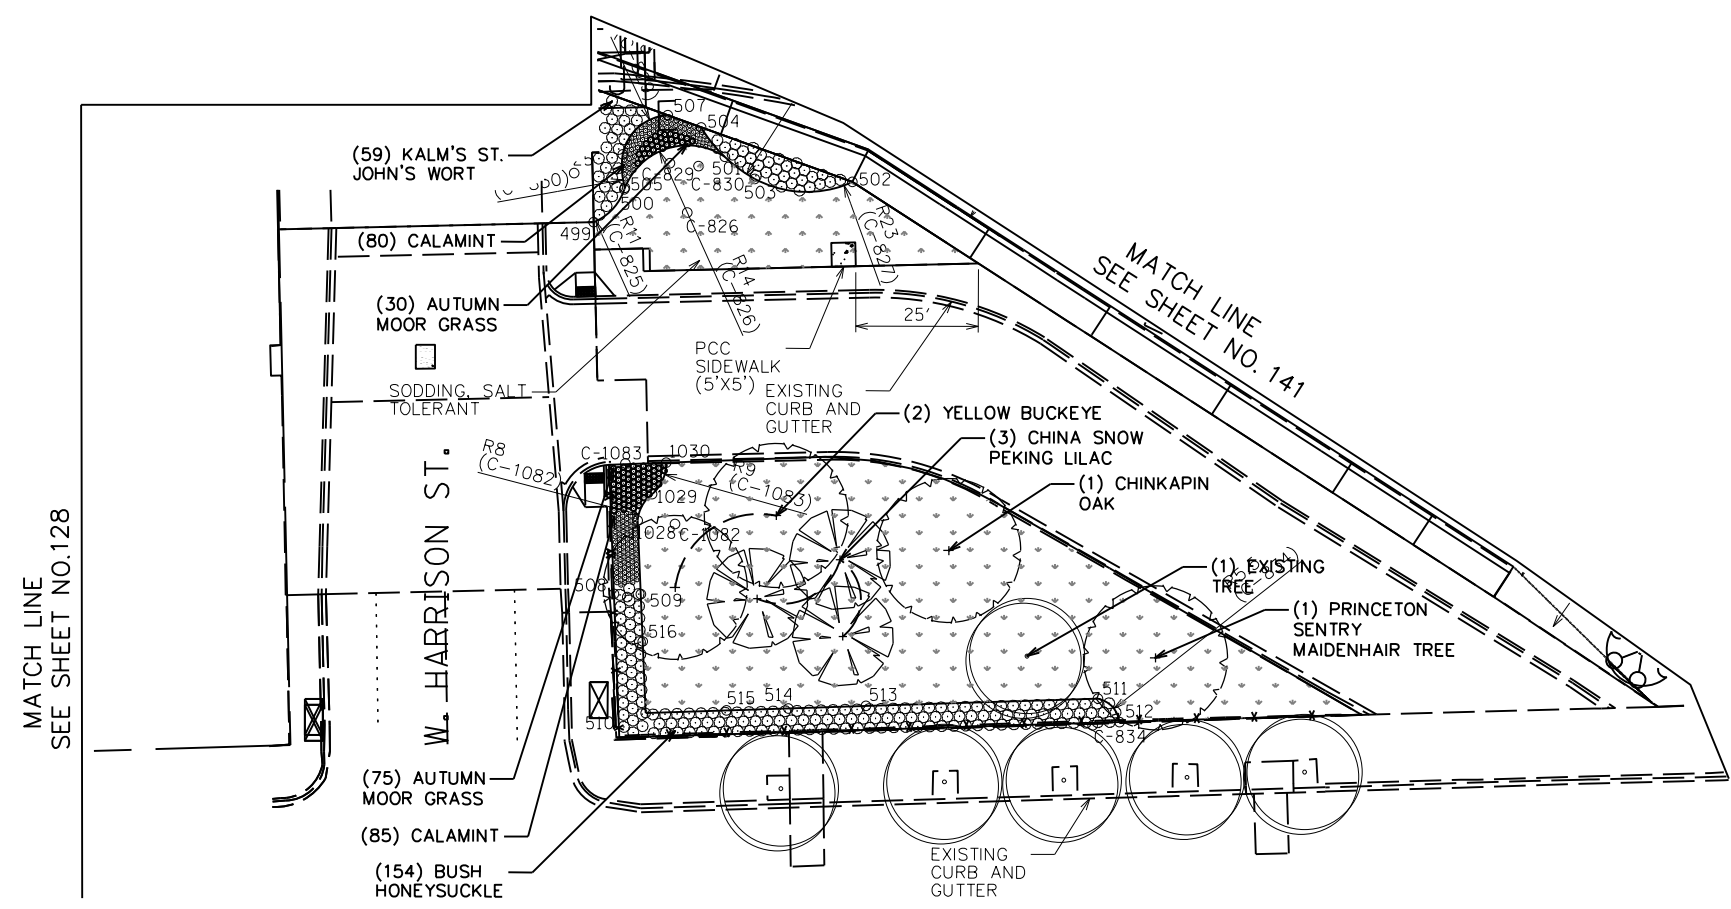 507
504
(59) KALM'S ST.
JOHN'S WORT
C-829
501
C-830
502
505
503
500
499
C-826
(80) CALAMINT
R11
(C-825)
R14
(C-826)
R23
(C-827)
MATCH LINE
SEE SHEET NO. 141
(30) AUTUMN
MOOR GRASS
25'
PCC
SIDEWALK
(5'X5')
SODDING, SALT
TOLERANT
EXISTING
CURB AND
GUTTER
(2) YELLOW BUCKEYE
(3) CHINA SNOW
PEKING LILAC
R8
(C-1082)
C-1083
1030
R9
(C-1083)
(1) CHINKAPIN
OAK
1029
1028
C-1082
(1) EXISTING
TREE
508
509
(1) PRINCETON
SENTRY
MAIDENHAIR TREE
516
W. HARRISON ST.
MATCH LINE
SEE SHEET NO.128
515
514
513
511
512
510
C-834
(75) AUTUMN
MOOR GRASS
(85) CALAMINT
(154) BUSH
HONEYSUCKLE
EXISTING
CURB AND
GUTTER